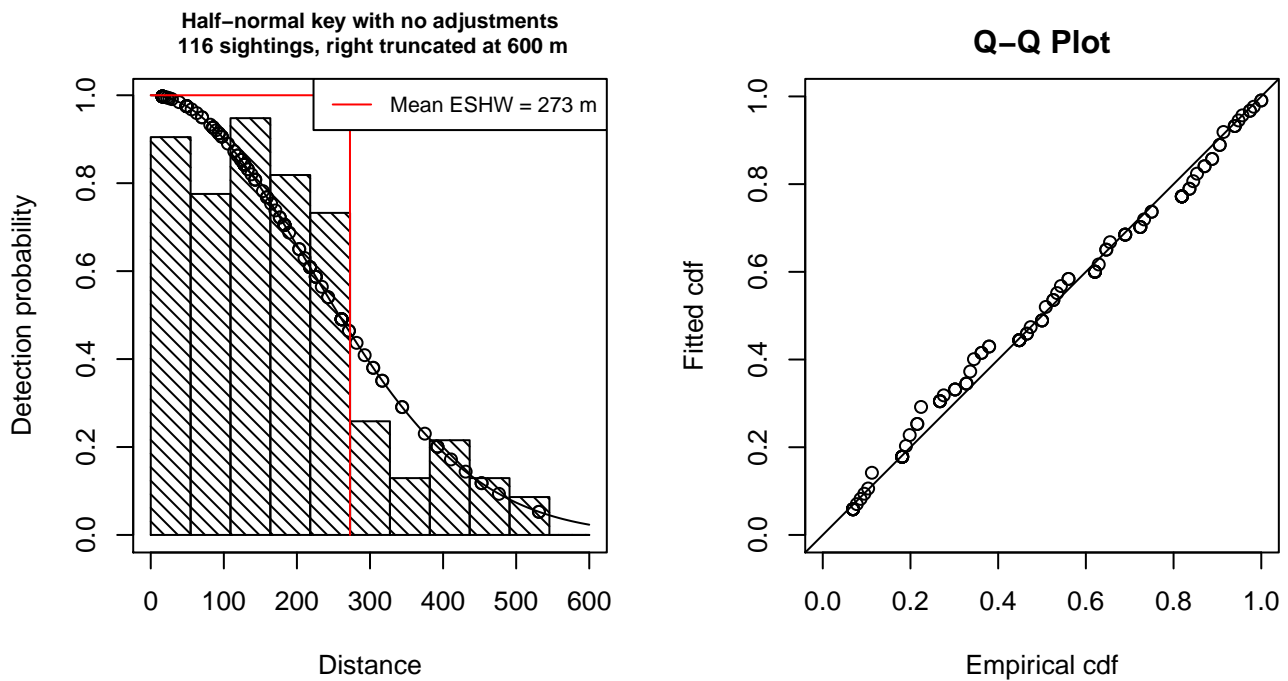 Half−normal key with no adjustments
116 sightings, right truncated at 600 m
Mean ESHW = 273 m
Detection probability
1.0
0.8
0.6
0.4
0.2
0.0
0 100 200 300 400 500 600
Distance
Q−Q Plot
Fitted cdf
1.0
0.8
0.6
0.4
0.2
0.0
0.0 0.2 0.4 0.6 0.8 1.0
Empirical cdf